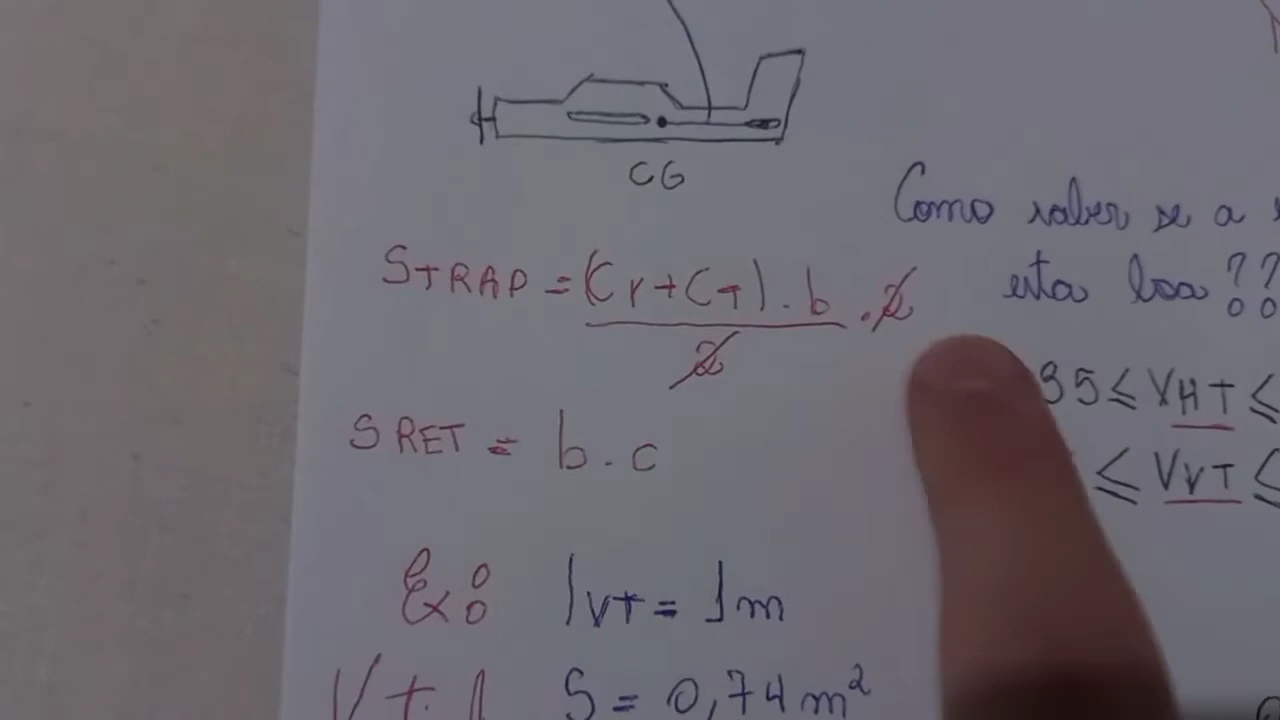 CG
STRAP = (Cr + CT) . b . 2
2
S RET = b . c
Ex: lVT = 1m
S = 0,74 m²
Como saber se a
esta boa ??
35 ≤ VHT ≤
≤ VVT ≤